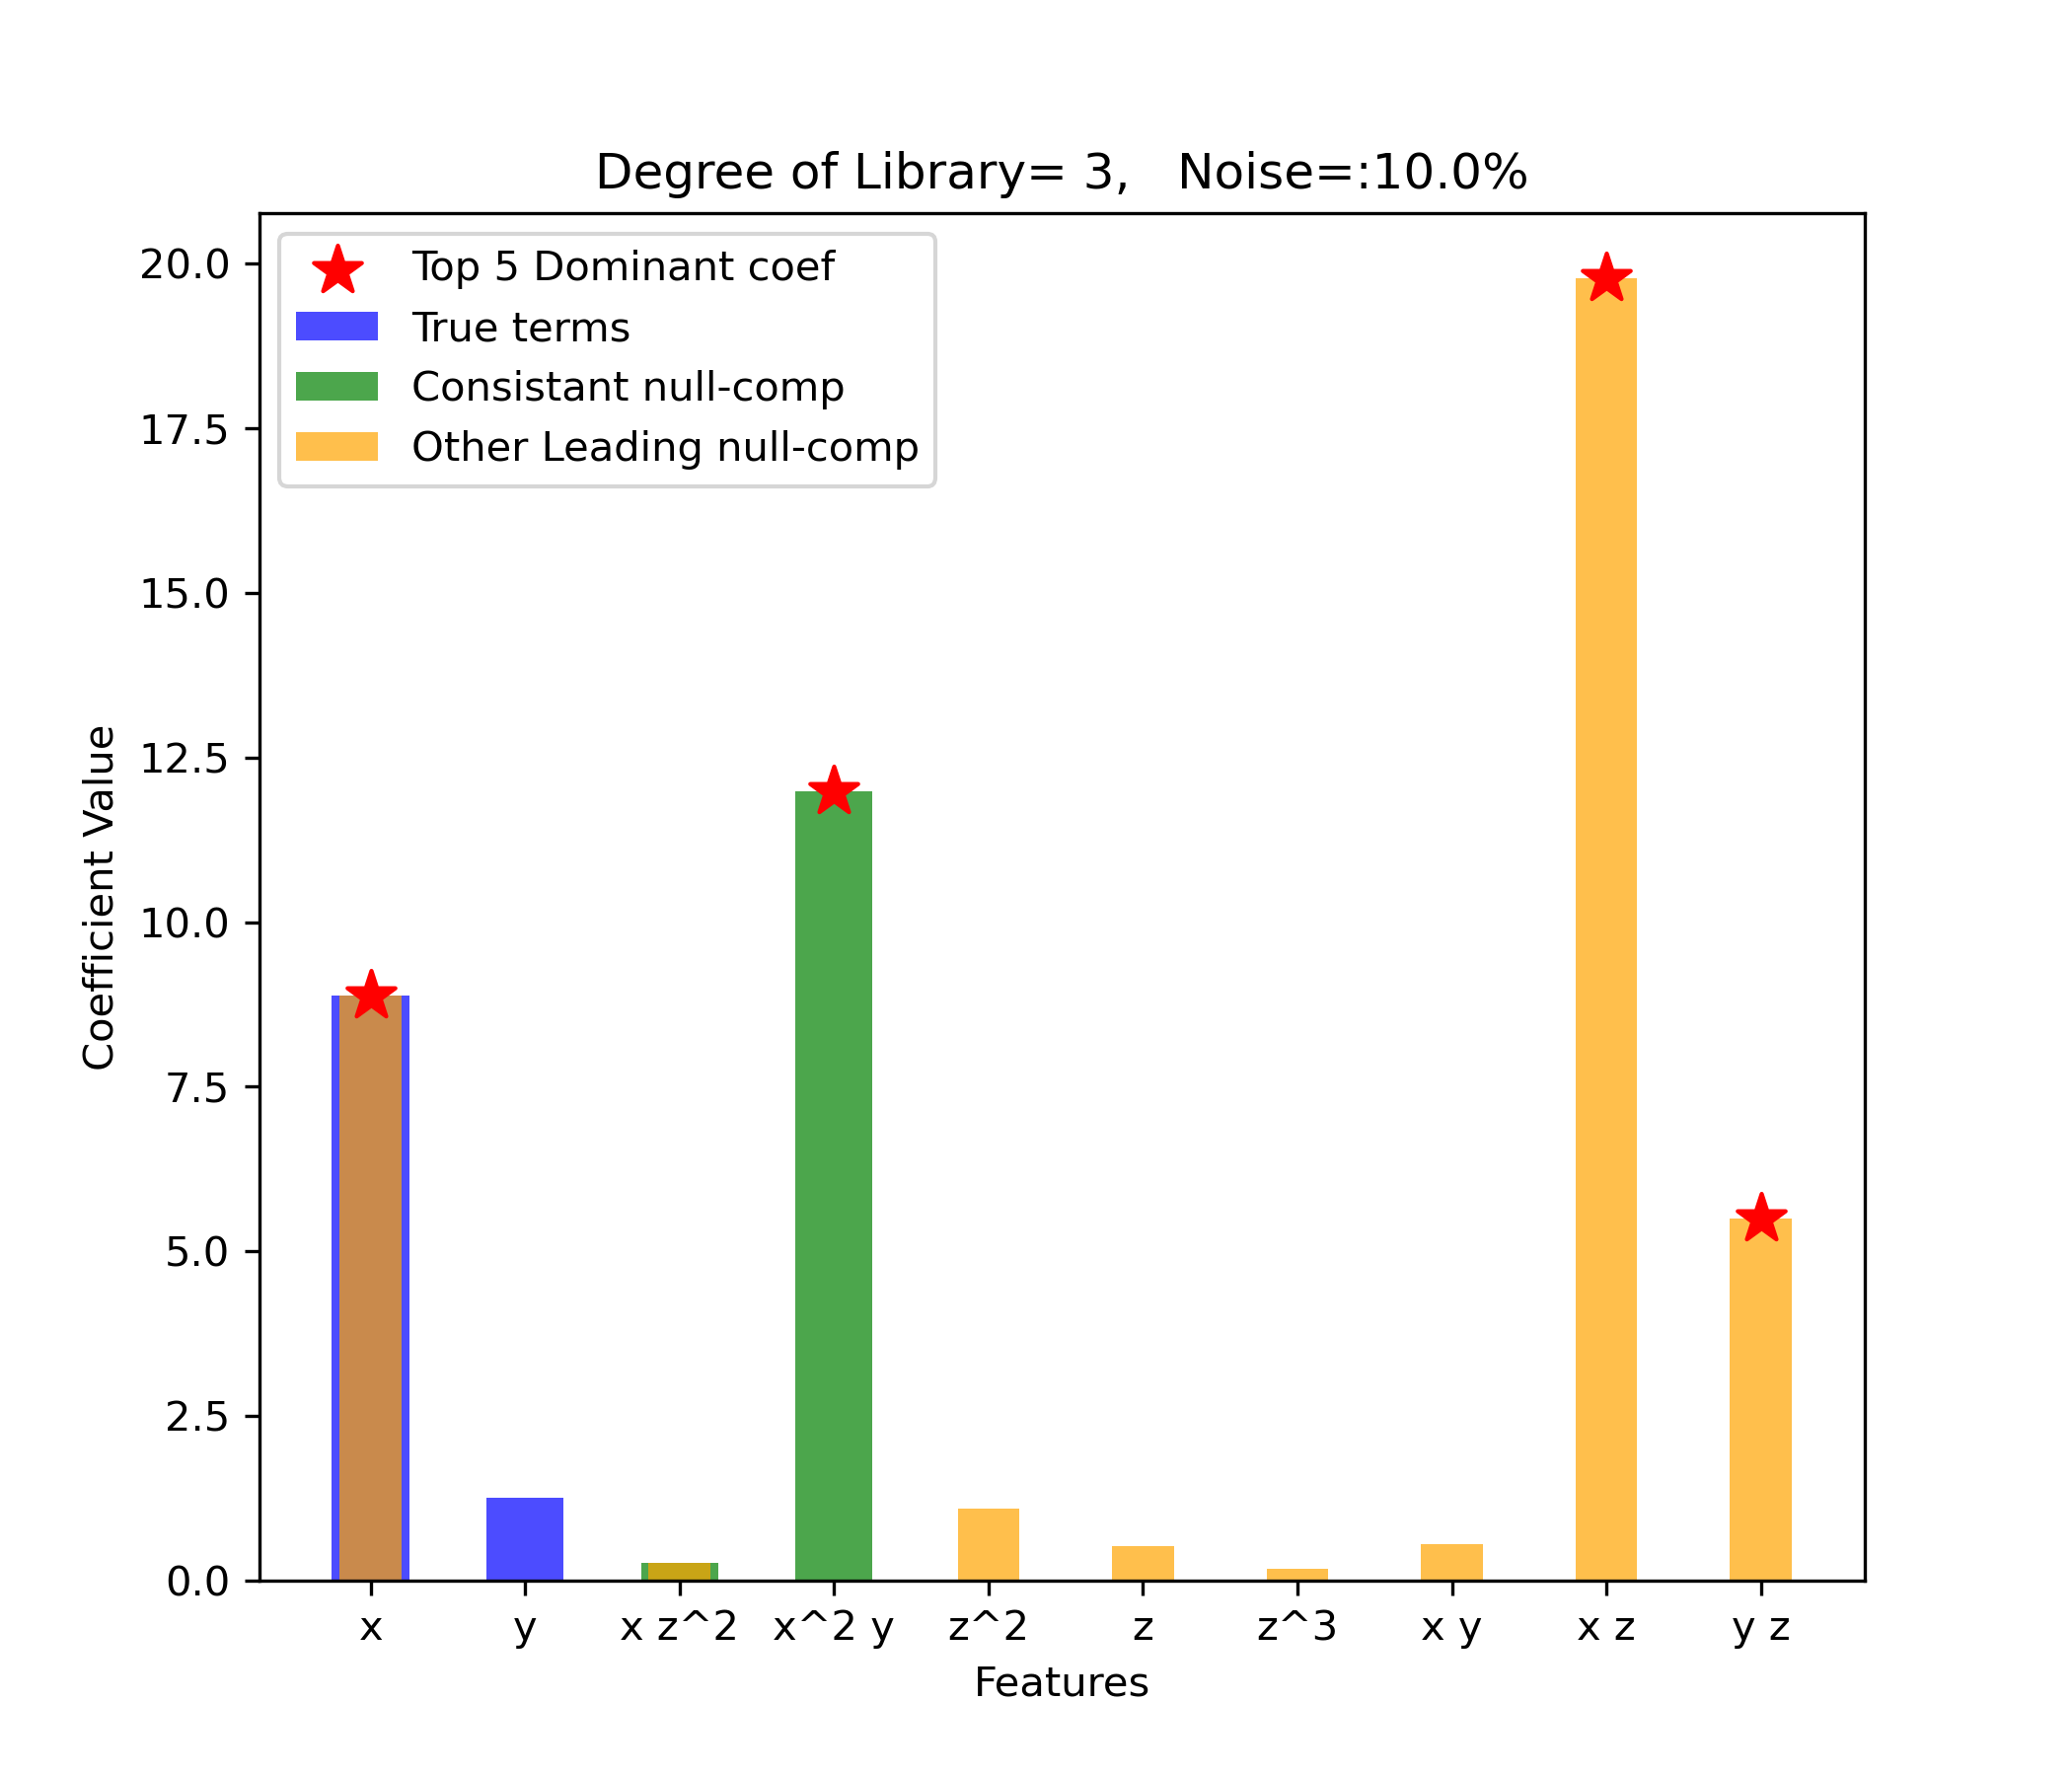 Degree of Library= 3,   Noise=:10.0%
Top 5 Dominant coef
True terms
Consistant null-comp
Other Leading null-comp
20.0
17.5
15.0
12.5
10.0
7.5
5.0
2.5
0.0
Coefficient Value
x y x z^2 x^2 y z^2 z z^3 x y x z y z
Features